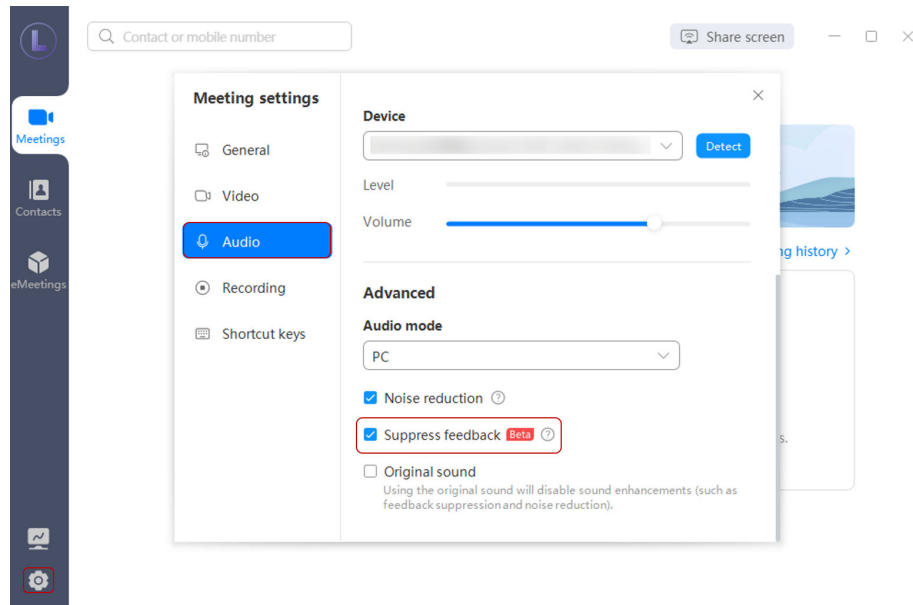 L
Contact or mobile number
Share screen
Meetings
Contacts
eMeetings
Meeting settings
General
Video
Audio
Recording
Shortcut keys
Device
Detect
Level
Volume
Advanced
Audio mode
PC
Noise reduction ?
Suppress feedback Beta ?
Original sound
Using the original sound will disable sound enhancements (such as
feedback suppression and noise reduction).
history >
s.